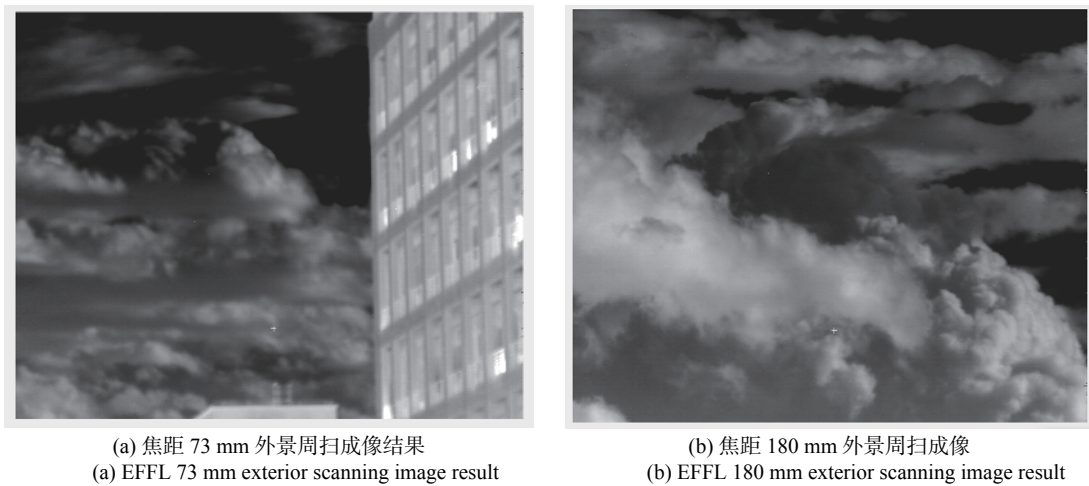 (a) 焦距 73 mm 外景周扫成像结果
(a) EFFL 73 mm exterior scanning image result
(b) 焦距 180 mm 外景周扫成像
(b) EFFL 180 mm exterior scanning image result